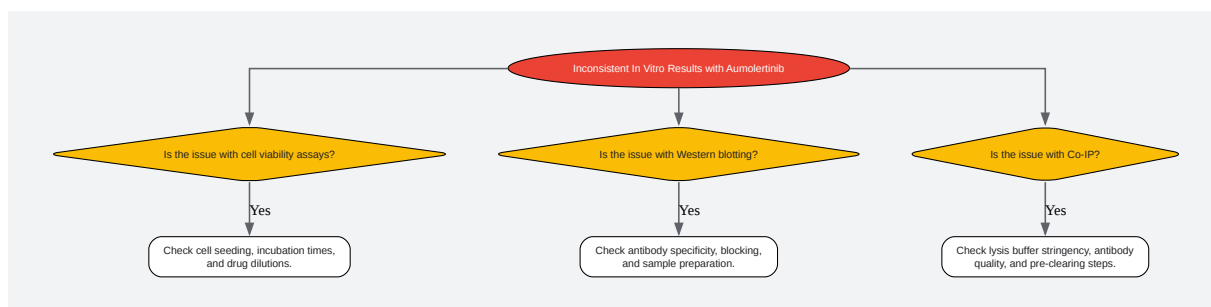 Inconsistent In Vitro Results with Aumolertinib
Is the issue with cell viability assays?
Is the issue with Western blotting?
Is the issue with Co-IP?
Yes
Yes
Yes
Check cell seeding, incubation times,
and drug dilutions.
Check antibody specificity, blocking,
and sample preparation.
Check lysis buffer stringency, antibody
quality, and pre-clearing steps.